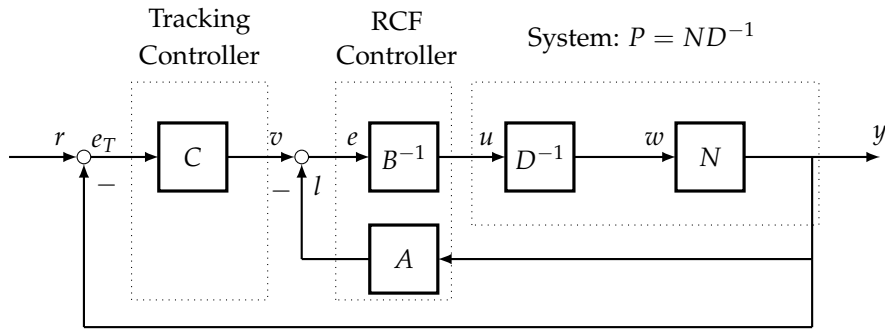 Tracking
Controller
RCF
Controller
System: $P = ND^{-1}$
$r$ $e_T$ $C$ $v$ $e$ $B^{-1}$ $u$ $D^{-1}$ $w$ $N$ $y$
$-$ $-$ $l$
$A$